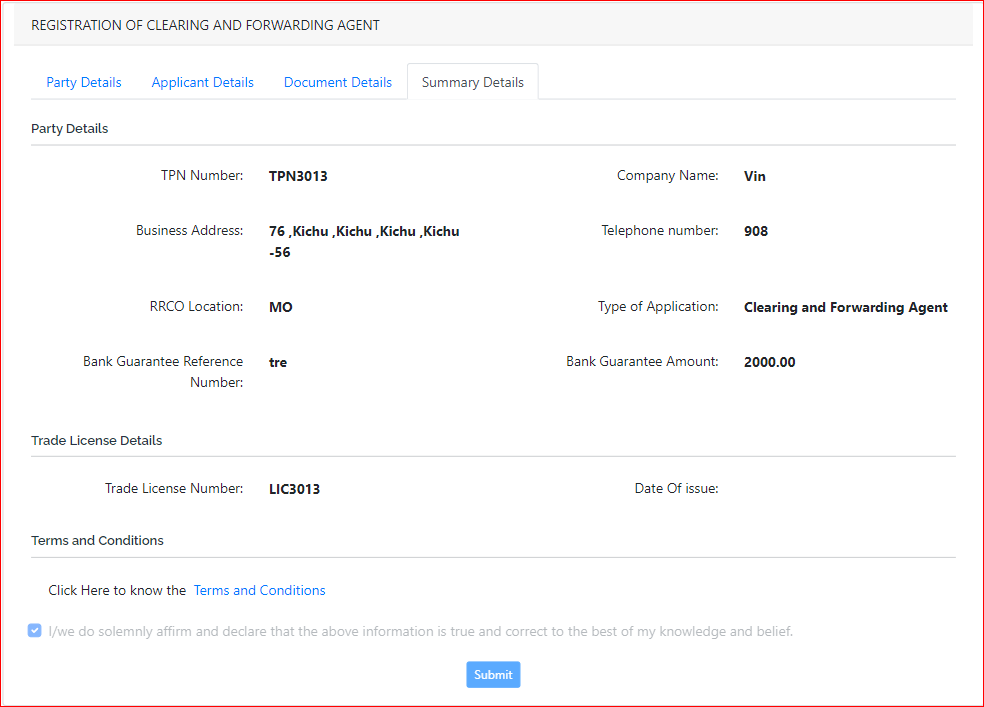 REGISTRATION OF CLEARING AND FORWARDING AGENT
Party Details Applicant Details Document Details Summary Details
Party Details
TPN Number: TPN3013 Company Name: Vin
Business Address: 76 ,Kichu ,Kichu ,Kichu ,Kichu Telephone number: 908
-56
RRCO Location: MO Type of Application: Clearing and Forwarding Agent
Bank Guarantee Reference tre Bank Guarantee Amount: 2000.00
Number:
Trade License Details
Trade License Number: LIC3013 Date Of issue:
Terms and Conditions
Click Here to know the Terms and Conditions
I/we do solemnly affirm and declare that the above information is true and correct to the best of my knowledge and belief.
Submit